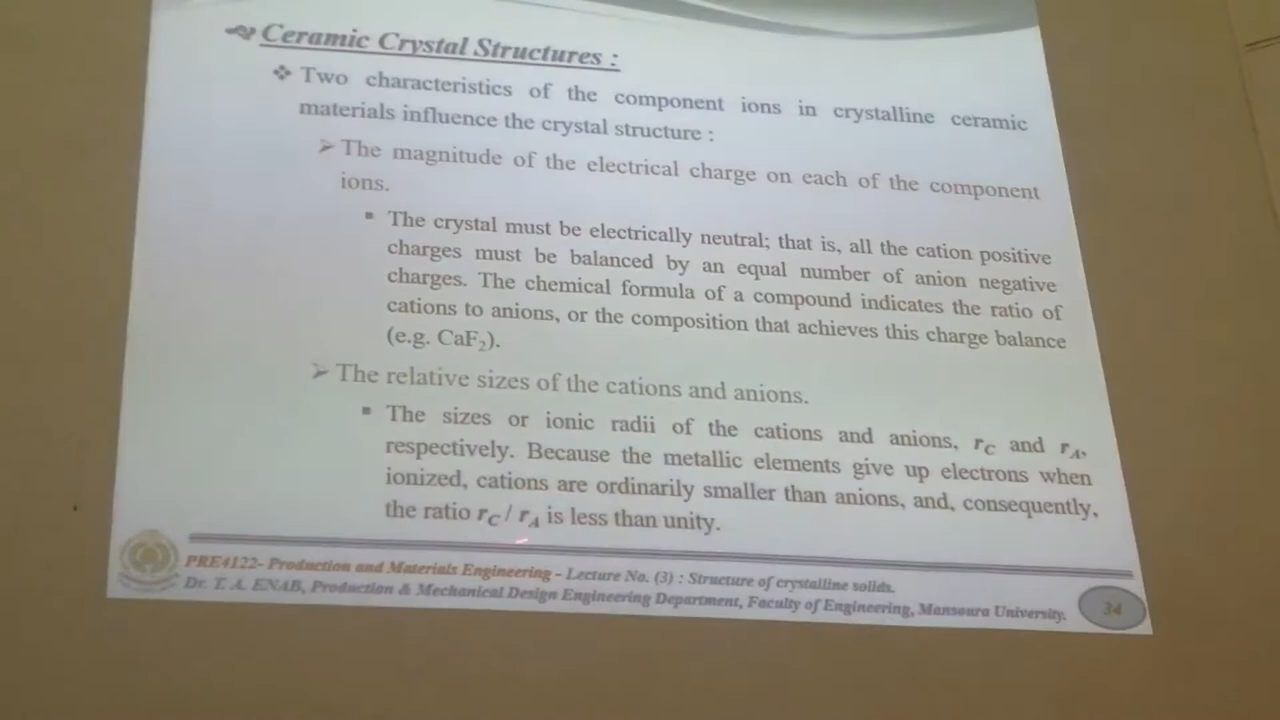 Ceramic Crystal Structures :
❖ Two characteristics of the component ions in crystalline ceramic
materials influence the crystal structure :
➢ The magnitude of the electrical charge on each of the component
ions.
▪ The crystal must be electrically neutral; that is, all the cation positive
charges must be balanced by an equal number of anion negative
charges. The chemical formula of a compound indicates the ratio of
cations to anions, or the composition that achieves this charge balance
(e.g. CaF₂).
➢ The relative sizes of the cations and anions.
▪ The sizes or ionic radii of the cations and anions, r_C and r_A,
respectively. Because the metallic elements give up electrons when
ionized, cations are ordinarily smaller than anions, and, consequently,
the ratio r_C / r_A is less than unity.
PRE4122- Production and Materials Engineering - Lecture No. (3) : Structure of crystalline solids.
Dr. T. A. ENAB, Production & Mechanical Design Engineering Department, Faculty of Engineering, Mansoura University.
34